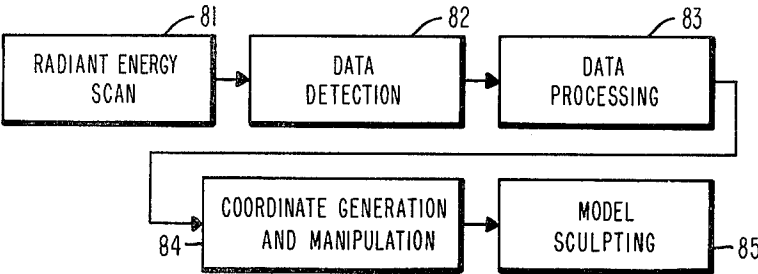 81
RADIANT ENERGY
SCAN
82
DATA
DETECTION
83
DATA
PROCESSING
84
COORDINATE GENERATION
AND MANIPULATION
MODEL
SCULPTING
85